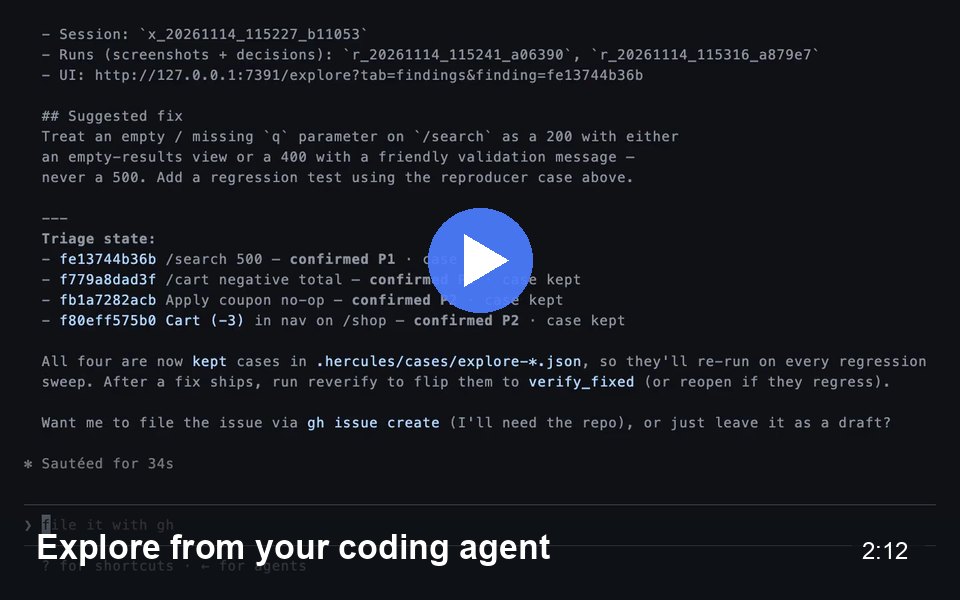 - Session: `x_20261114_115227_b11053`
- Runs (screenshots + decisions): `r_20261114_115241_a06390`, `r_20261114_115316_a879e7`
- UI: http://127.0.0.1:7391/explore?tab=findings&finding=fe13744b36b
## Suggested fix
Treat an empty / missing `q` parameter on `/search` as a 200 with either
an empty-results view or a 400 with a friendly validation message —
never a 500. Add a regression test using the reproducer case above.
---
Triage state:
- fe13744b36b /search 500 — confirmed P1 ·
- f779a8dad3f /cart negative total — confirmed case kept
- fb1a7282acb Apply coupon no-op — confirmed case kept
- f80eff575b0 Cart (-3) in nav on /shop — confirmed P2 · case kept
All four are now kept cases in .hercules/cases/explore-*.json, so they'll re-run on every regression
sweep. After a fix ships, run reverify to flip them to verify_fixed (or reopen if they regress).
Want me to file the issue via gh issue create (I'll need the repo), or just leave it as a draft?
* Sautéed for 34s
❯ file it with gh
Explore from your coding agent
2:12
? for shortcuts · ← for agents